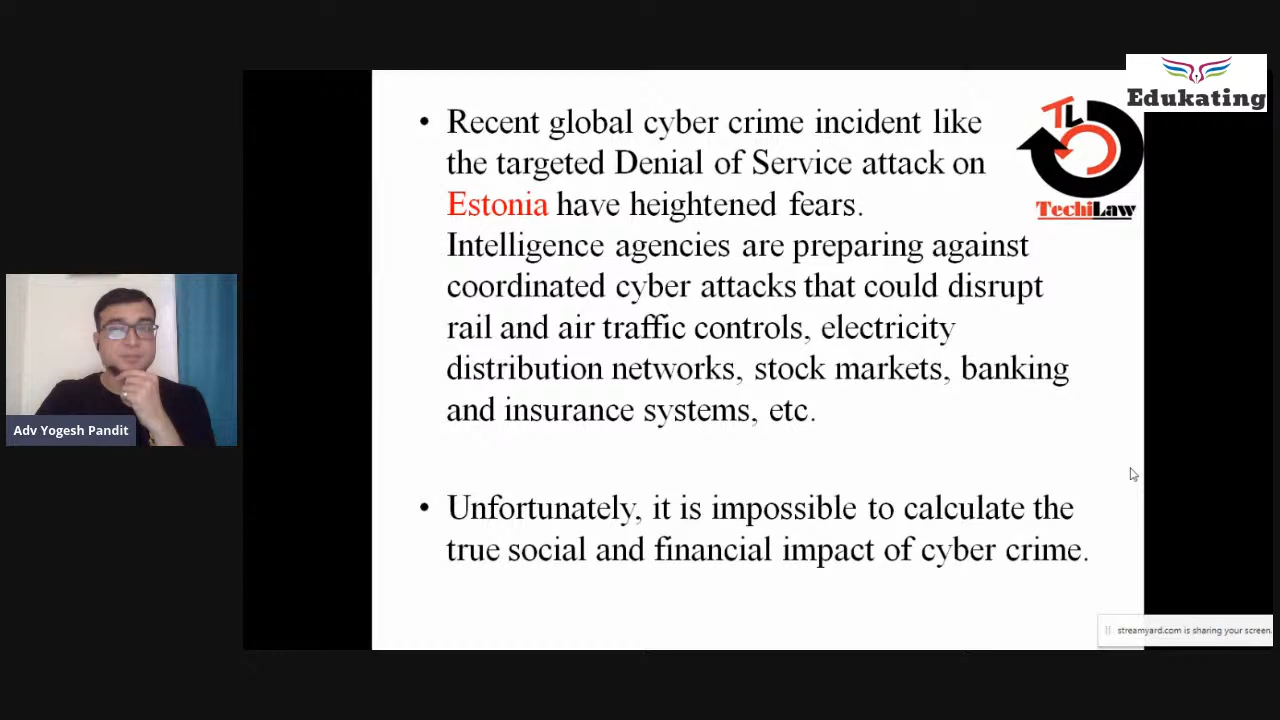 Edukating
• Recent global cyber crime incident like
the targeted Denial of Service attack on
Estonia have heightened fears.
Intelligence agencies are preparing against
coordinated cyber attacks that could disrupt
rail and air traffic controls, electricity
distribution networks, stock markets, banking
and insurance systems, etc.
• Unfortunately, it is impossible to calculate the
true social and financial impact of cyber crime.
TL
TechiLaw
Adv Yogesh Pandit
streamyard.com is sharing your screen.